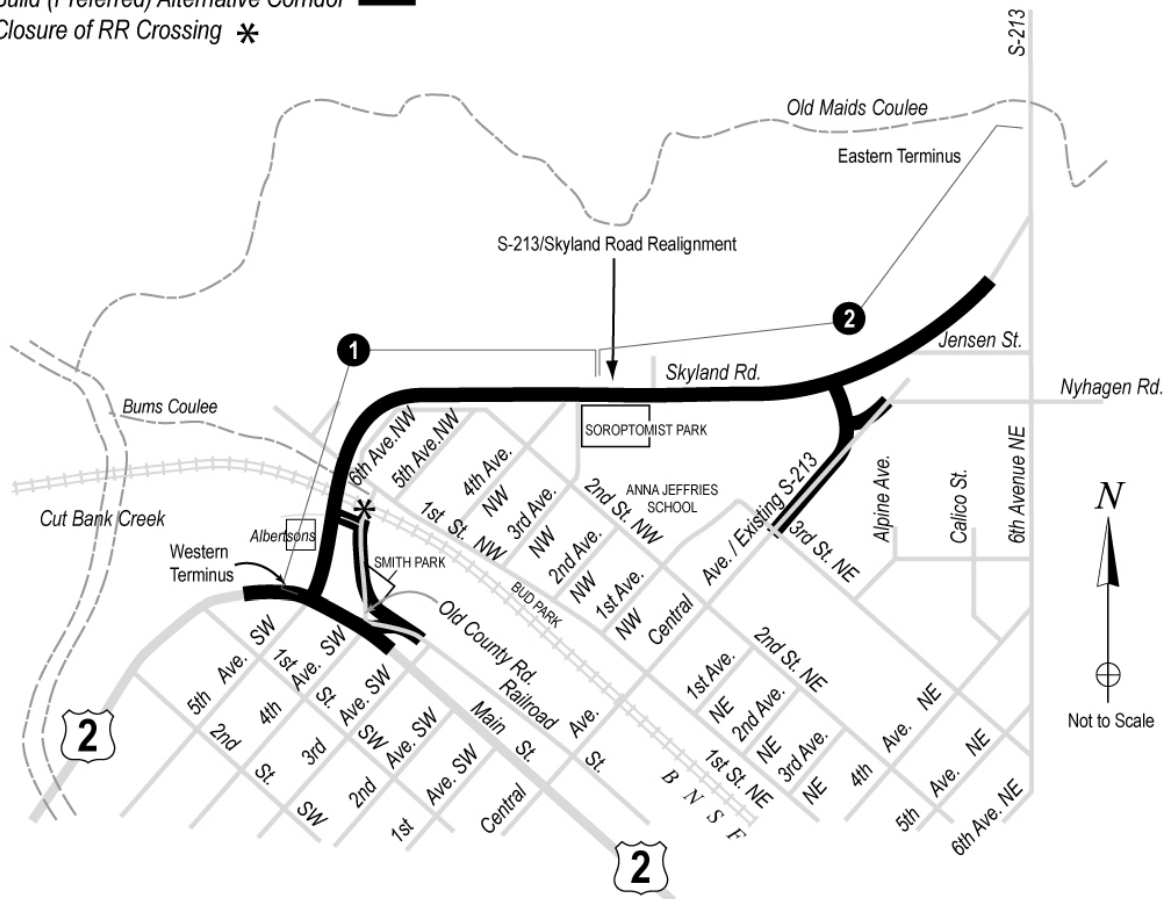 Build (Preferred) Alternative Corridor
Closure of RR Crossing *
S-213
Old Maids Coulee
Eastern Terminus
S-213/Skyland Road Realignment
2
1
Jensen St.
Skyland Rd.
Nyhagen Rd.
Bums Coulee
6th Ave.NW
5th Ave.NW
4th Ave.
NW
SOROPTOMIST PARK
ANNA JEFFRIES
SCHOOL
2nd St. NW
3rd Ave.
NW
1st St. NW
2nd Ave.
NW
1st Ave.
NW
Central Ave. / Existing S-213
3rd St. NE
Alpine Ave.
Calico St.
6th Avenue NE
N
Not to Scale
Cut Bank Creek
Albertsons
*
Western
Terminus
SMITH PARK
BUD PARK
Old County Rd.
Railroad St.
Main St.
Central Ave.
5th Ave. SW
4th Ave. SW
3rd Ave. SW
2nd Ave. SW
1st Ave. SW
1st St. SW
2nd St. SW
2nd St. NE
1st Ave.
NE
2nd Ave.
NE
3rd Ave.
NE
1st St. NE
4th Ave. NE
5th Ave. NE
6th Ave. NE
BNSF
2
2